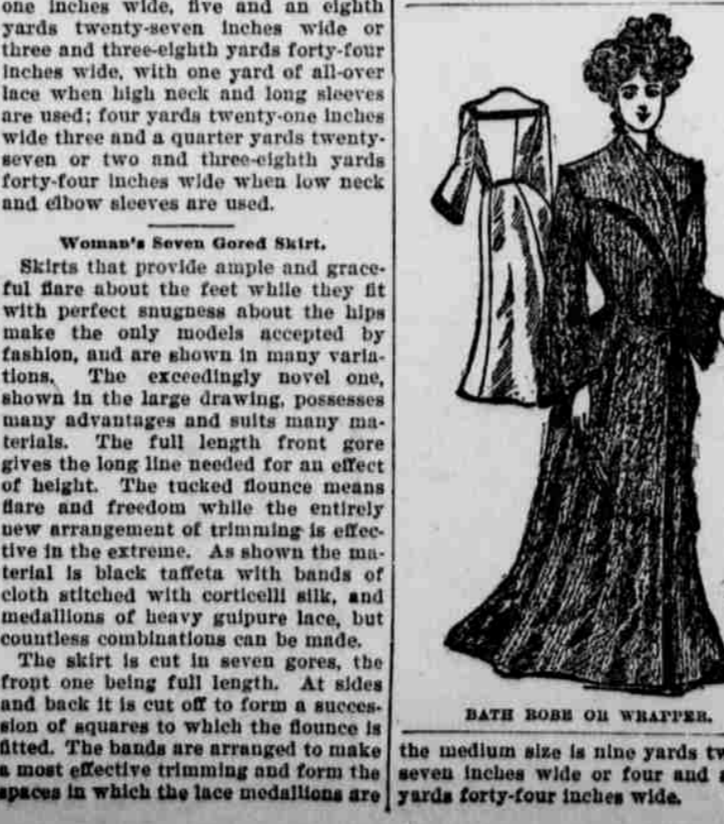 one inches wide, five and an eighth
yards twenty-seven inches wide or
three and three-eighth yards forty-four
inches wide, with one yard of all-over
lace when high neck and long sleeves
are used; four yards twenty-one inches
wide three and a quarter yards twenty-
seven or two and three-eighth yards
forty-four inches wide when low neck
and elbow sleeves are used.
Woman's Seven Gored Skirt.
Skirts that provide ample and grace-
ful flare about the feet while they fit
with perfect snugness about the hips
make the only models accepted by
fashion, and are shown in many varia-
tions. The exceedingly novel one,
shown in the large drawing, possesses
many advantages and suits many ma-
terials. The full length front gore
gives the long line needed for an effect
of height. The tucked flounce means
flare and freedom while the entirely
new arrangement of trimming is effec-
tive in the extreme. As shown the ma-
terial is black taffeta with bands of
cloth stitched with corticelli silk, and
medallions of heavy guipure lace, but
countless combinations can be made.
The skirt is cut in seven gores, the
front one being full length. At sides
and back it is cut off to form a succes-
sion of squares to which the flounce is
fitted. The bands are arranged to make
a most effective trimming and form the
spaces in which the lace medallions are
BATH ROBE OR WRAPPER.
the medium size is nine yards tw
seven inches wide or four and
yards forty-four inches wide.